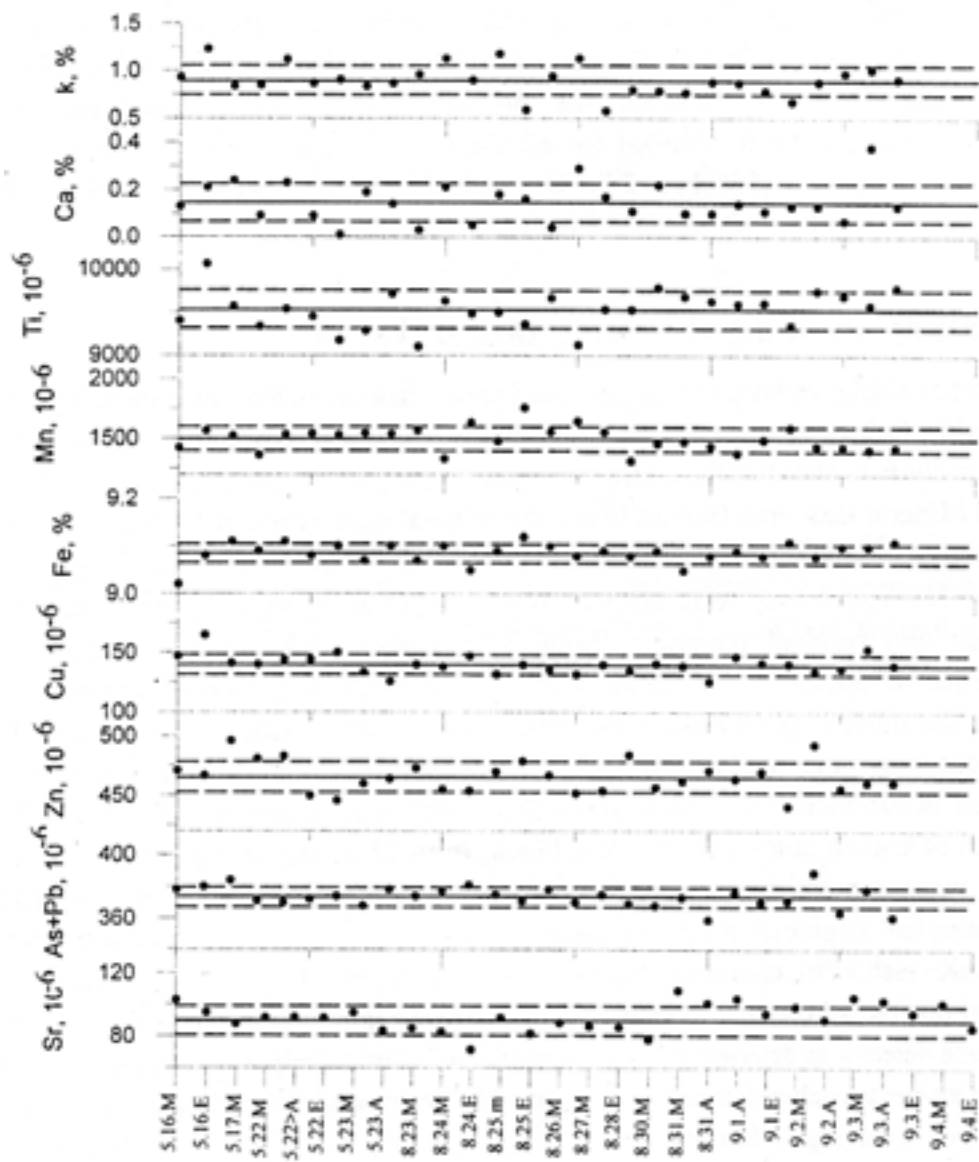 k, %
1.5
1.0
0.5
Ca, %
0.4
0.2
0.0
Ti, 10-6
10000
9000
Mn, 10-6
2000
1500
Fe, %
9.2
9.0
Cu, 10-6
150
100
Zn, 10-6
500
450
As+Pb, 10-6
400
360
Sr, 10-6
120
80
5.16.M
5.16.E
5.17.M
5.22.M
5.22>A
5.22.E
5.23.M
5.23.A
8.23.M
8.24.M
8.24.E
8.25.m
8.25.E
8.26.M
8.27.M
8.28.E
8.30.M
8.31.M
8.31.A
9.1.A
9.1.E
9.2.M
9.2.A
9.3.M
9.3.A
9.3.E
9.4.M
9.4.E